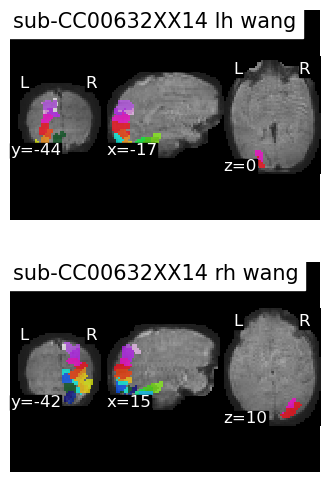 sub-CC00632XX14 lh wang
L R L R
y=-44 x=-17 z=0
sub-CC00632XX14 rh wang
L R L R
y=-42 x=15 z=10